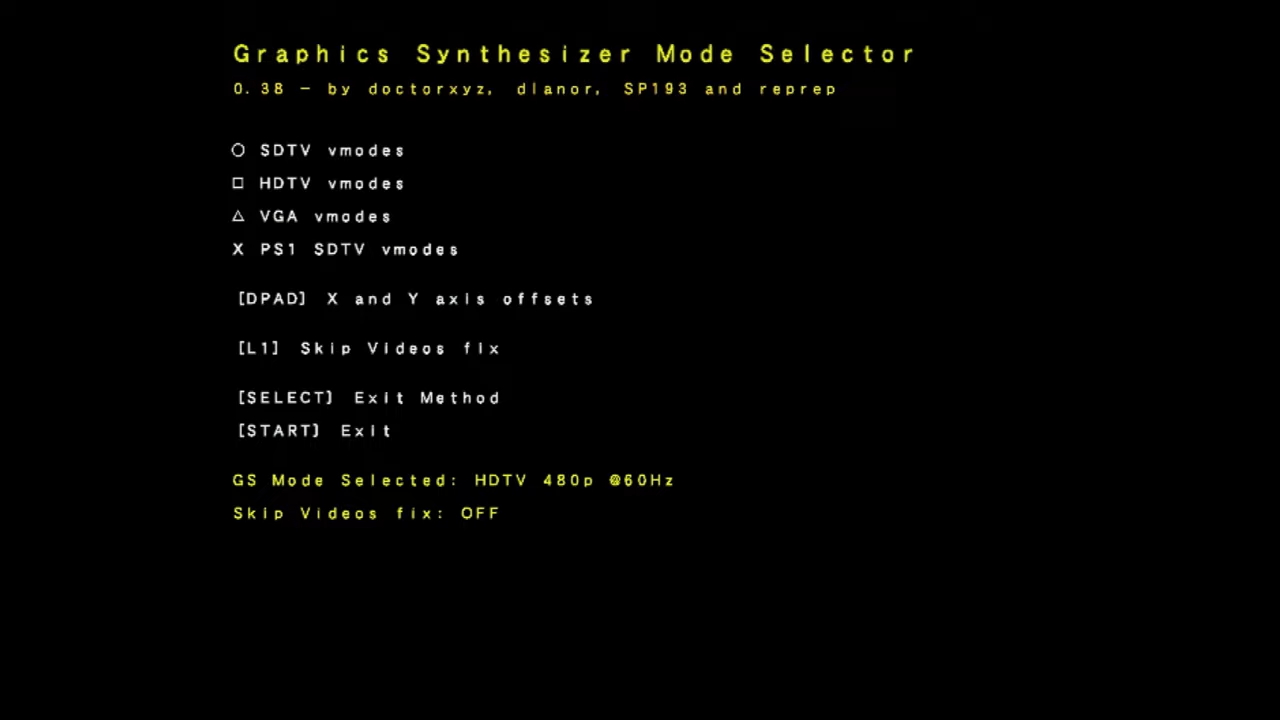 Graphics Synthesizer Mode Selector
0.38 - by doctorxyz, dlanor, SP193 and reprep
○ SDTV vmodes
□ HDTV vmodes
△ VGA vmodes
X PS1 SDTV vmodes
[DPAD] X and Y axis offsets
[L1] Skip Videos fix
[SELECT] Exit Method
[START] Exit
GS Mode Selected: HDTV 480p @60Hz
Skip Videos fix: OFF